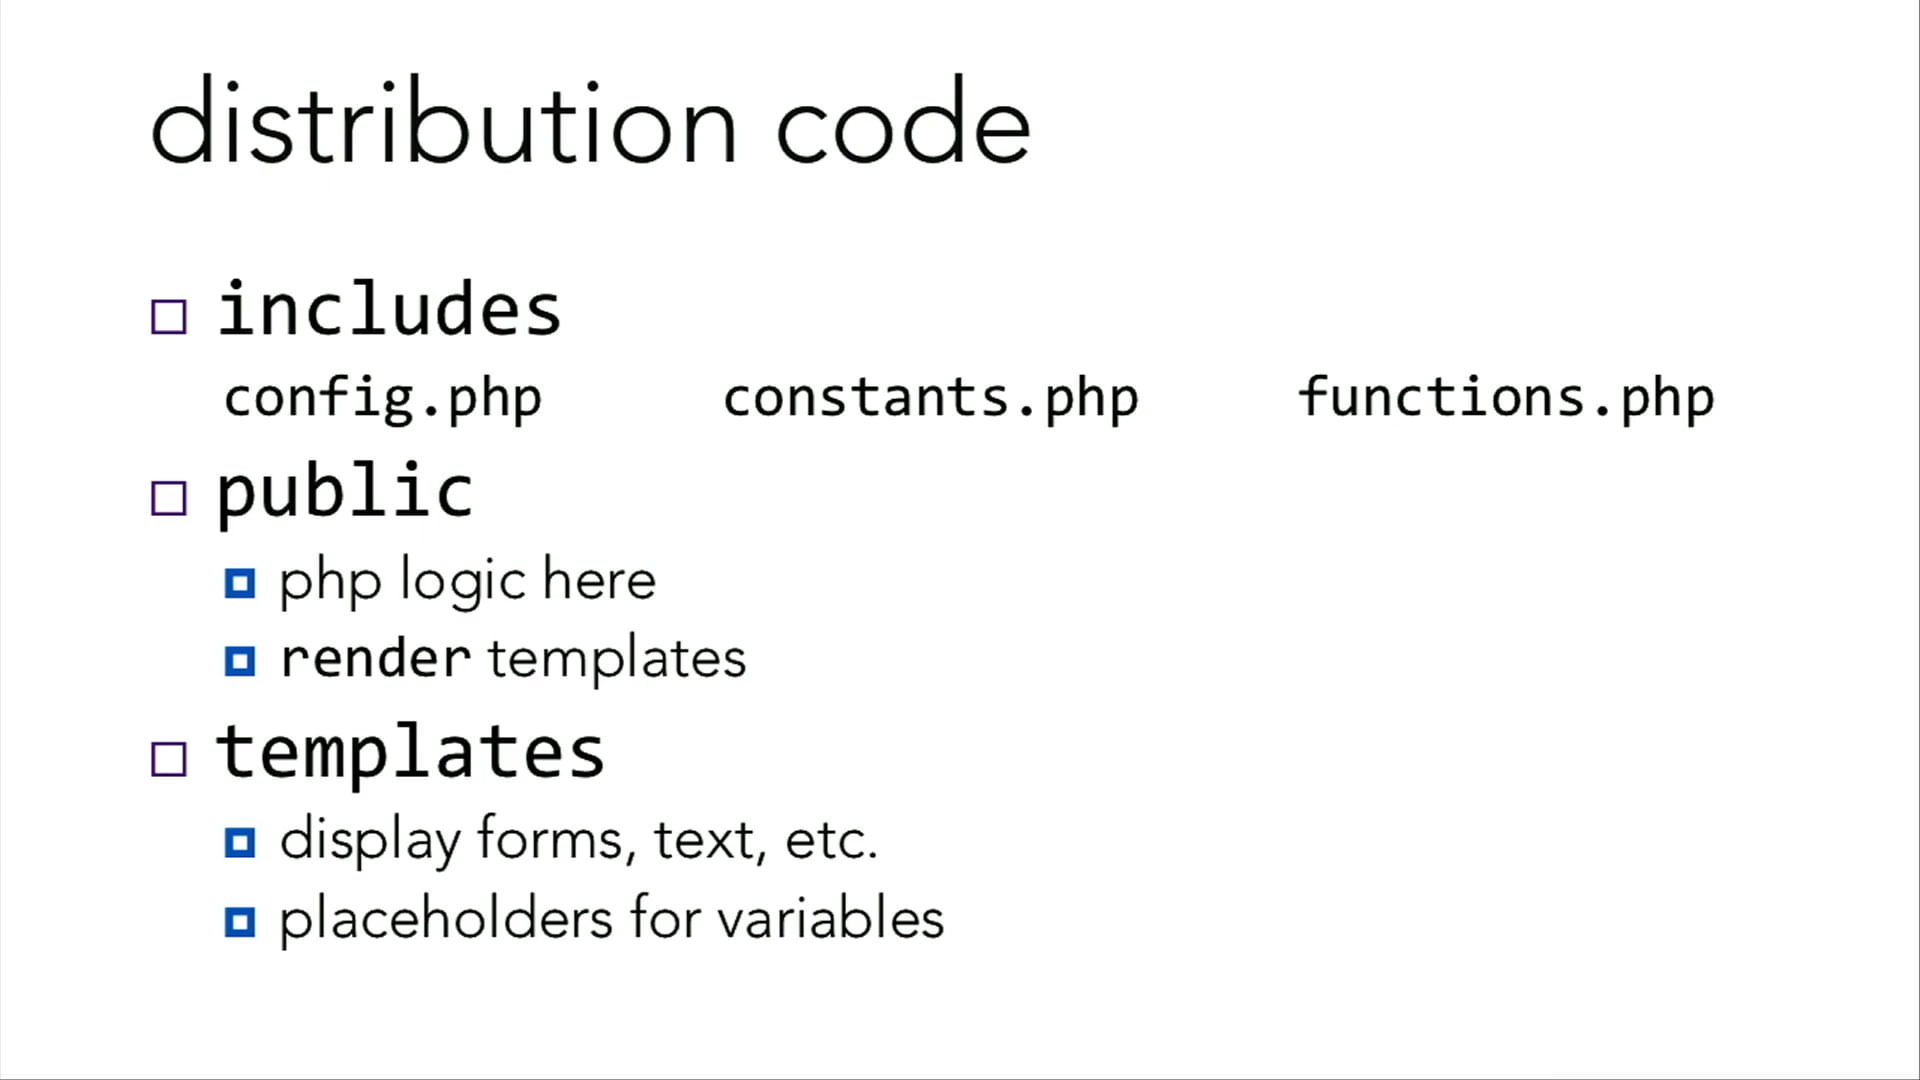 distribution code
includes
config.php constants.php functions.php
public
php logic here
render templates
templates
display forms, text, etc.
placeholders for variables